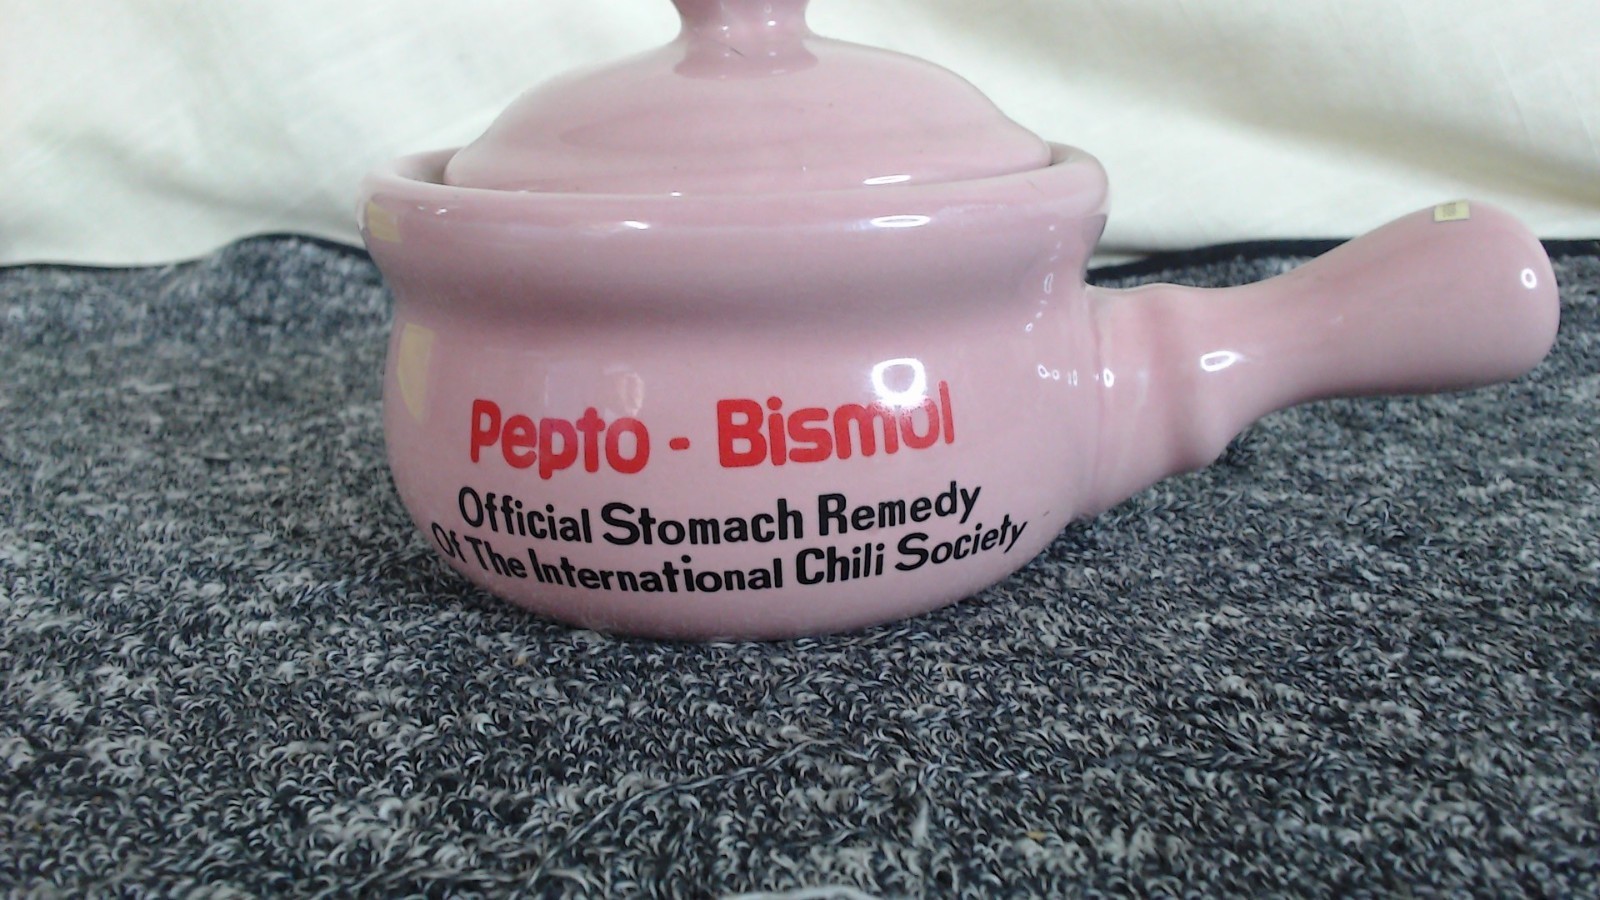 Pepto - Bismol
Official Stomach Remedy
Of The International Chili Society